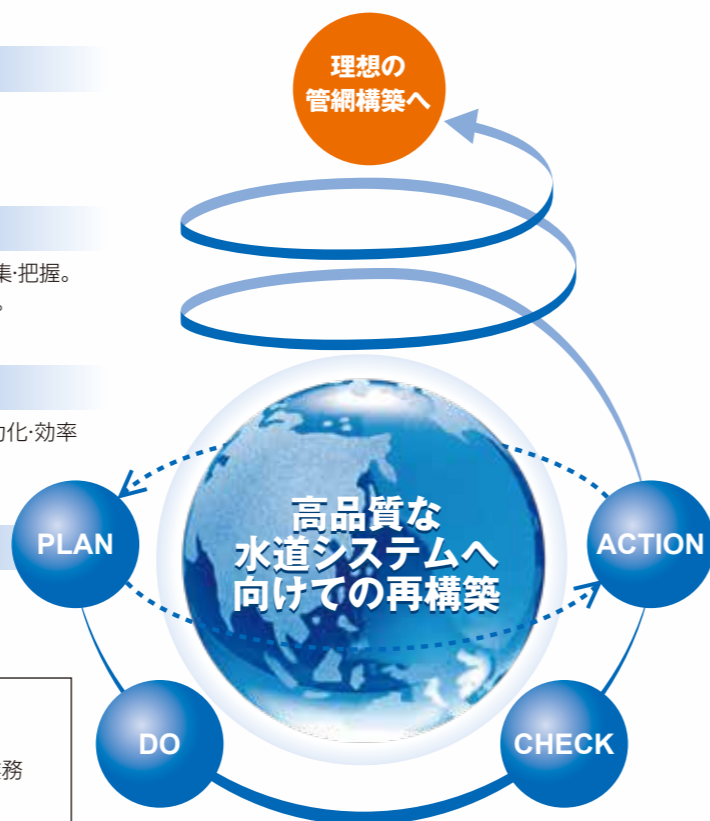 理想の
管網構築へ
集・把握。
。
力化・効率
高品質な
水道システムへ
向けての再構築
PLAN
ACTION
DO
CHECK
務